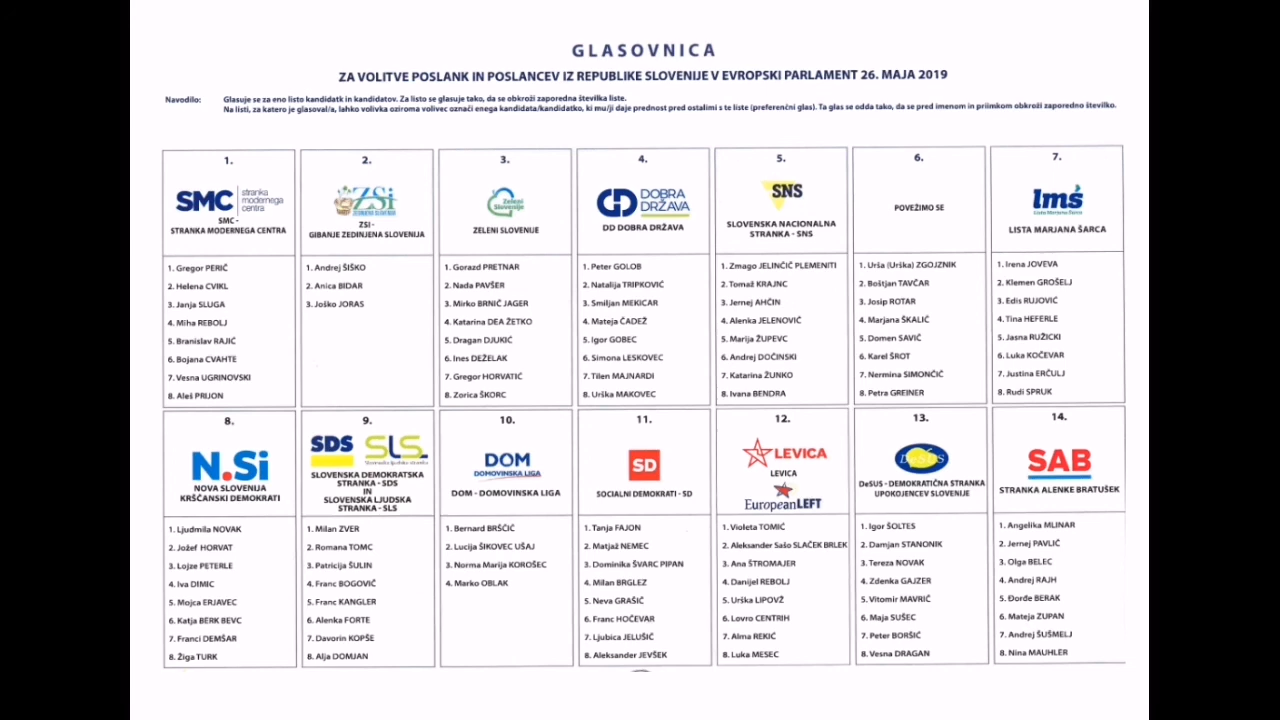 GLASOVNICA
ZA VOLITVE POSLANK IN POSLANCEV IZ REPUBLIKE SLOVENIJE V EVROPSKI PARLAMENT 26. MAJA 2019
Navodilo: Glasuje se za eno listo kandidatk in kandidatov. Za listo se glasuje tako, da se obkroži zaporedna številka liste.
Na listi, za katero je glasoval/a, lahko volivka oziroma volivec označi enega kandidata/kandidatko, ki mu/ji daje prednost pred ostalimi s te liste (preferenčni glas). Ta glas se odda tako, da se pred imenom in priimkom obkroži zaporedno številko.
1.
SMC stranka
modernega
centra
SMC -
STRANKA MODERNEGA CENTRA
1. Gregor PERIČ
2. Helena CVIKL
3. Janja SLUGA
4. Miha REBOLJ
5. Branislav RAJIĆ
6. Bojana CVAHTE
7. Vesna UGRINOVSKI
8. Aleš PRIJON
2.
ZSi
ZEDINJENA SLOVENIJA
ZSI -
GIBANJE ZEDINJENA SLOVENIJA
1. Andrej ŠIŠKO
2. Anica BIDAR
3. Joško JORAS
3.
Zeleni
Slovenije
ZELENI SLOVENIJE
1. Gorazd PRETNAR
2. Nada PAVŠER
3. Mirko BRNIČ JAGER
4. Katarina DEA ŽETKO
5. Dragan DJUKIĆ
6. Ines DEŽELAK
7. Gregor HORVATIĆ
8. Zorica ŠKORC
4.
DOBRA
DRŽAVA
DD DOBRA DRŽAVA
1. Peter GOLOB
2. Natalija TRIPKOVIĆ
3. Smiljan MEKICAR
4. Mateja ČADEŽ
5. Igor GOBEC
6. Simona LESKOVEC
7. Tilen MAJNARDI
8. Urška MAKOVEC
5.
SNS
SLOVENSKA NACIONALNA
STRANKA - SNS
1. Zmago JELINČIČ PLEMENITI
2. Tomaž KRAJNC
3. Jernej AHČIN
4. Alenka JELENOVIČ
5. Marija ŽUPEVC
6. Andrej DOČINSKI
7. Katarina ŽUNKO
8. Ivana BENDRA
6.
POVEŽIMO SE
1. Urša (Urška) ZGOJZNIK
2. Boštjan TAVČAR
3. Josip ROTAR
4. Marjana ŠKALIČ
5. Domen SAVIČ
6. Karel ŠROT
7. Nermina SIMONČIČ
8. Petra GREINER
7.
lmš
Lista Marjana Šarca
LISTA MARJANA ŠARCA
1. Irena JOVEVA
2. Klemen GROŠELJ
3. Edis RUJOVIĆ
4. Tina HEFERLE
5. Jasna RUŽICKI
6. Luka KOČEVAR
7. Justina ERČULJ
8. Rudi SPRUK
8.
N.Si
NOVA SLOVENIJA
KRŠČANSKI DEMOKRATI
1. Ljudmila NOVAK
2. Jožef HORVAT
3. Lojze PETERLE
4. Iva DIMIC
5. Mojca ERJAVEC
6. Katja BERK BEVC
7. Franci DEMŠAR
8. Žiga TURK
9.
SDS SLS
Slovenska ljudska stranka
SLOVENSKA DEMOKRATSKA
STRANKA - SDS
IN
SLOVENSKA LJUDSKA
STRANKA - SLS
1. Milan ZVER
2. Romana TOMC
3. Patricija ŠULIN
4. Franc BOGOVIČ
5. Franc KANGLER
6. Alenka FORTE
7. Davorin KOPŠE
8. Alja DOMJAN
10.
DOM
DOMOVINSKA LIGA
DOM - DOMOVINSKA LIGA
1. Bernard BRŠČIČ
2. Lucija ŠIKOVEC UŠAJ
3. Norma Marija KOROŠEC
4. Marko OBLAK
11.
SD
SOCIALNI DEMOKRATI - SD
1. Tanja FAJON
2. Matjaž NEMEC
3. Dominika ŠVARC PIPAN
4. Milan BRGLEZ
5. Neva GRAŠIČ
6. Franc HOČEVAR
7. Ljubica JELUŠIČ
8. Aleksander JEVŠEK
12.
LEVICA
LEVICA
EuropeanLEFT
1. Violeta TOMIĆ
2. Aleksander Sašo SLAČEK BRLEK
3. Ana ŠTROMAJER
4. Danijel REBOLJ
5. Urška LIPOVŽ
6. Lovro CENTRIH
7. Alma REKIĆ
8. Luka MESEC
13.
DeSUS
DeSUS - DEMOKRATIČNA STRANKA
UPOKOJENCEV SLOVENIJE
1. Igor ŠOLTES
2. Damjan STANONIK
3. Tereza NOVAK
4. Zdenka GAJZER
5. Vitomir MAVRIČ
6. Maja SUŠEC
7. Peter BORŠIČ
8. Vesna DRAGAN
14.
SAB
STRANKA ALENKE BRATUŠEK
1. Angelika MLINAR
2. Jernej PAVLIČ
3. Olga BELEC
4. Andrej RAJH
5. Đorđe BERAK
6. Mateja ZUPAN
7. Andrej ŠUŠMELJ
8. Nina MAUHLER